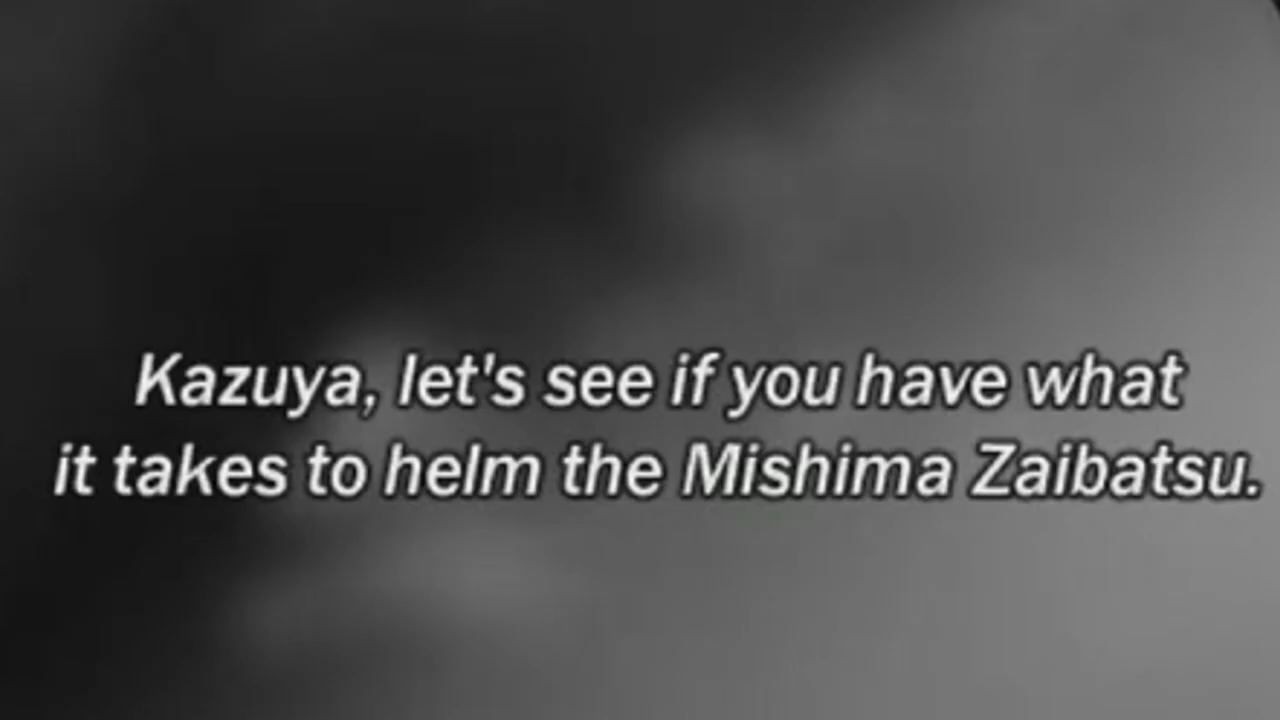 Kazuya, let's see if you have what
it takes to helm the Mishima Zaibatsu.